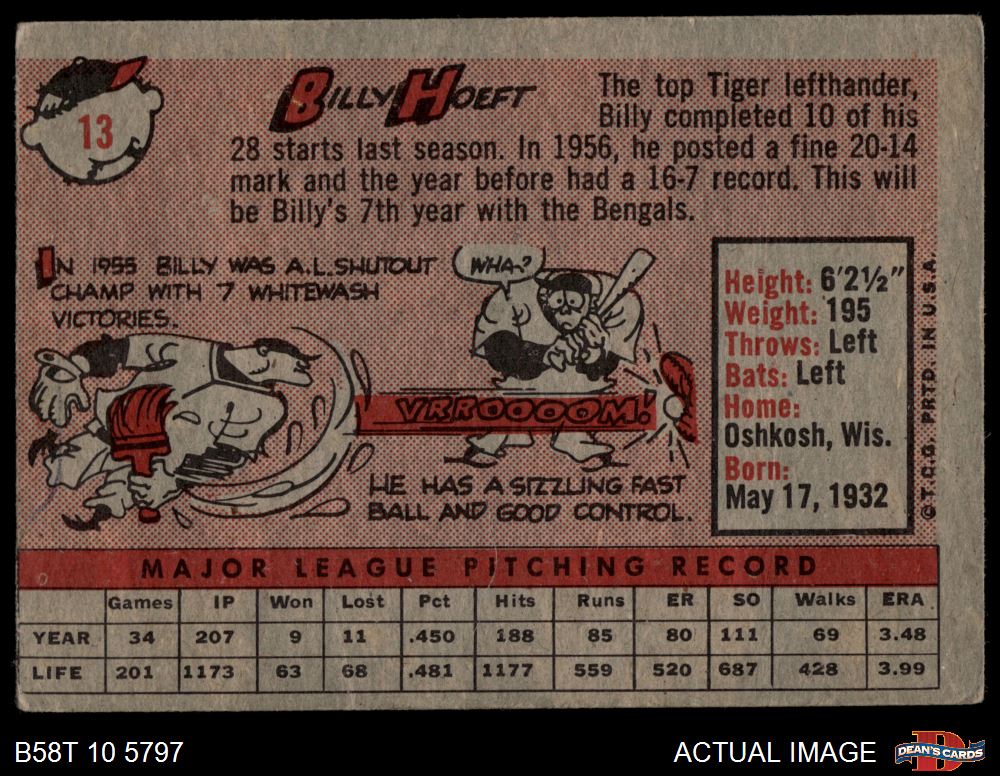 13
BILLY HOEFT
The top Tiger lefthander,
Billy completed 10 of his
28 starts last season. In 1956, he posted a fine 20-14
mark and the year before had a 16-7 record. This will
be Billy's 7th year with the Bengals.
IN 1955 BILLY WAS A.L. SHUTOUT
CHAMP WITH 7 WHITEWASH
VICTORIES.
WHA-?
VRROOOOM!
HE HAS A SIZZLING FAST
BALL AND GOOD CONTROL.
Height: 6'2½"
Weight: 195
Throws: Left
Bats: Left
Home:
Oshkosh, Wis.
Born:
May 17, 1932
© T.C.G. PRTD. IN U.S.A.
MAJOR LEAGUE PITCHING RECORD
Games IP Won Lost Pct Hits Runs ER SO Walks ERA
YEAR 34 207 9 11 .450 188 85 80 111 69 3.48
LIFE 201 1173 63 68 .481 1177 559 520 687 428 3.99
B58T 10 5797
ACTUAL IMAGE
DEAN'S CARDS